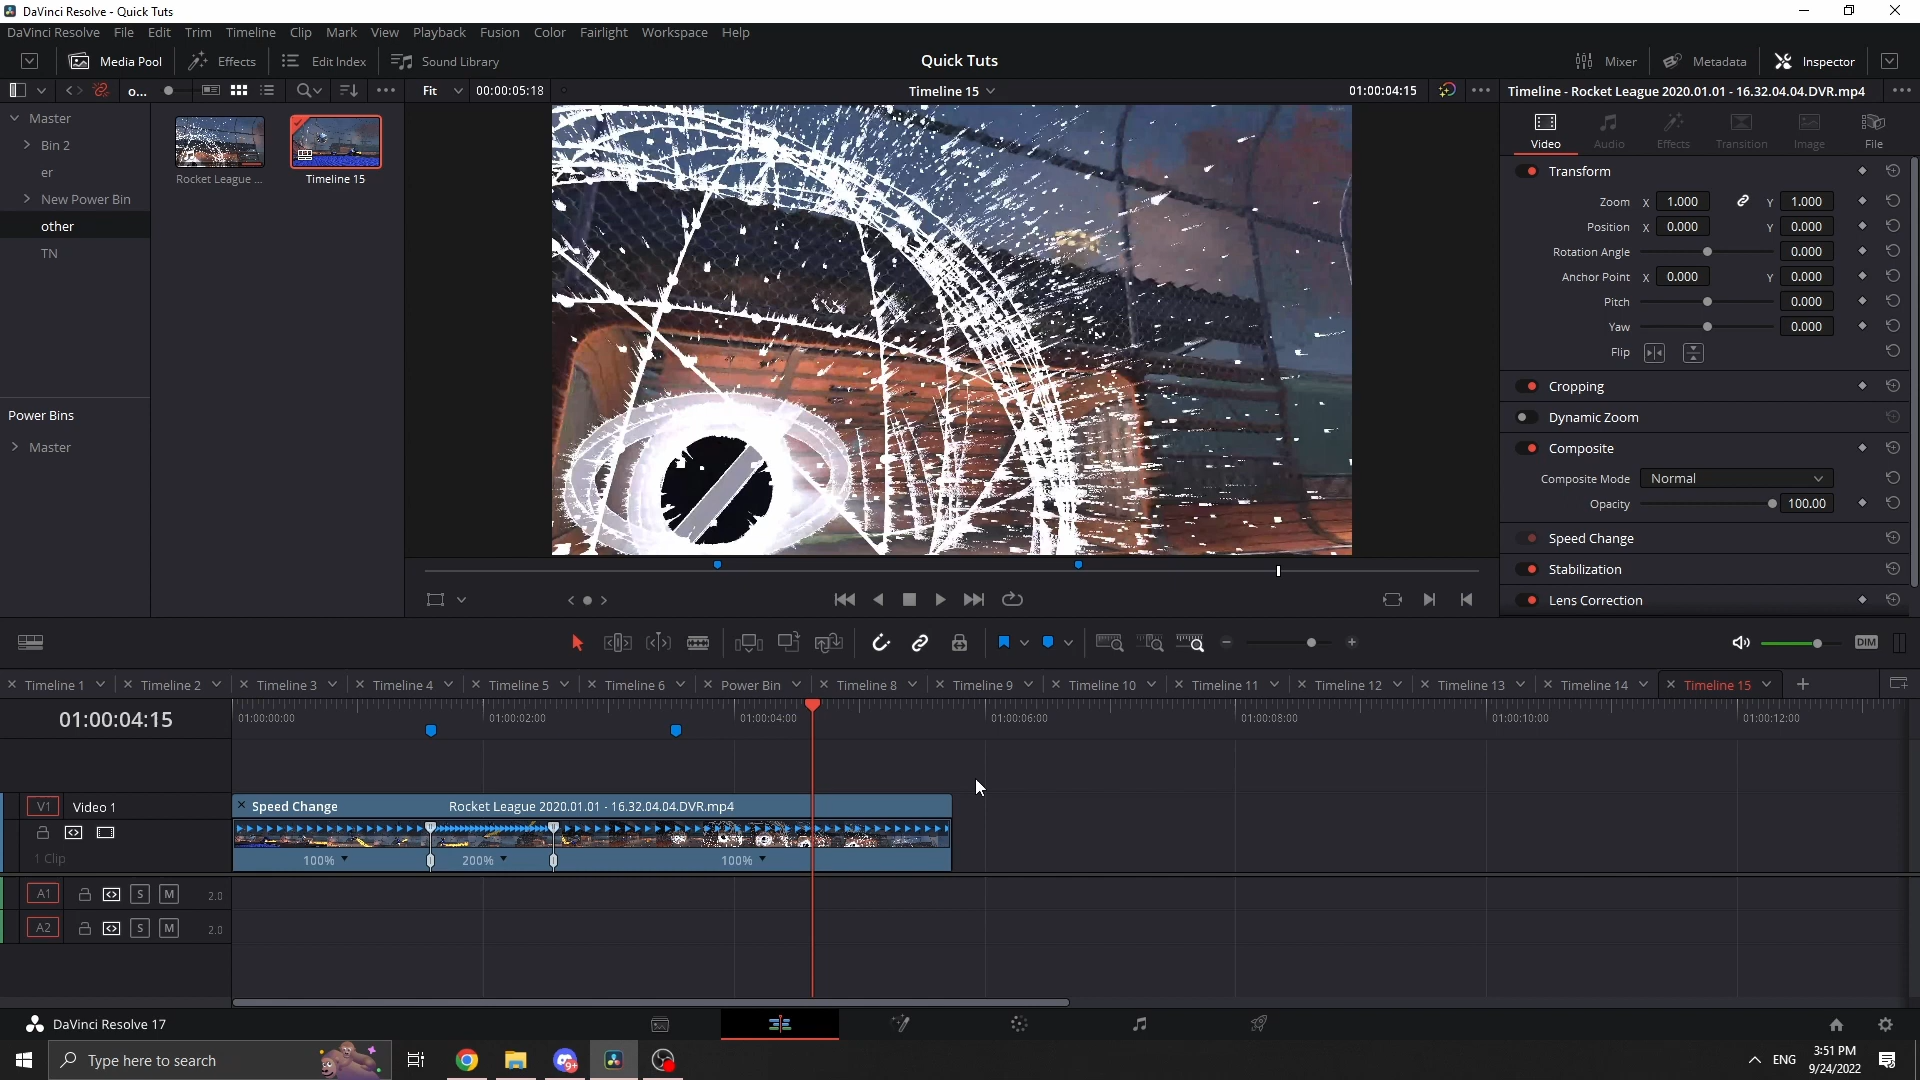 DaVinci Resolve - Quick Tuts
DaVinci Resolve File Edit Trim Timeline Clip Mark View Playback Fusion Color Fairlight Workspace Help
Media Pool Effects Edit Index Sound Library Quick Tuts Mixer Metadata Inspector
o... Fit 00:00:05:18 Timeline 15 01:00:04:15 Timeline - Rocket League 2020.01.01 - 16.32.04.04.DVR.mp4
Master
Bin 2
er
New Power Bin
other
TN
Power Bins
Master
Rocket League ... Timeline 15
Video Audio Effects Transition Image File
Transform
Zoom X 1.000 Y 1.000
Position X 0.000 Y 0.000
Rotation Angle 0.000
Anchor Point X 0.000 Y 0.000
Pitch 0.000
Yaw 0.000
Flip
Cropping
Dynamic Zoom
Composite
Composite Mode Normal
Opacity 100.00
Speed Change
Stabilization
Lens Correction
DIM
Timeline 1 Timeline 2 Timeline 3 Timeline 4 Timeline 5 Timeline 6 Power Bin Timeline 8 Timeline 9 Timeline 10 Timeline 11 Timeline 12 Timeline 13 Timeline 14 Timeline 15
01:00:04:15 01:00:00:00 01:00:02:00 01:00:04:00 01:00:06:00 01:00:08:00 01:00:10:00 01:00:12:00
V1 Video 1 Speed Change Rocket League 2020.01.01 - 16.32.04.04.DVR.mp4
1 Clip 100% 200% 100%
A1 S M 2.0
A2 S M 2.0
DaVinci Resolve 17
Type here to search 9+ ENG 3:51 PM
9/24/2022